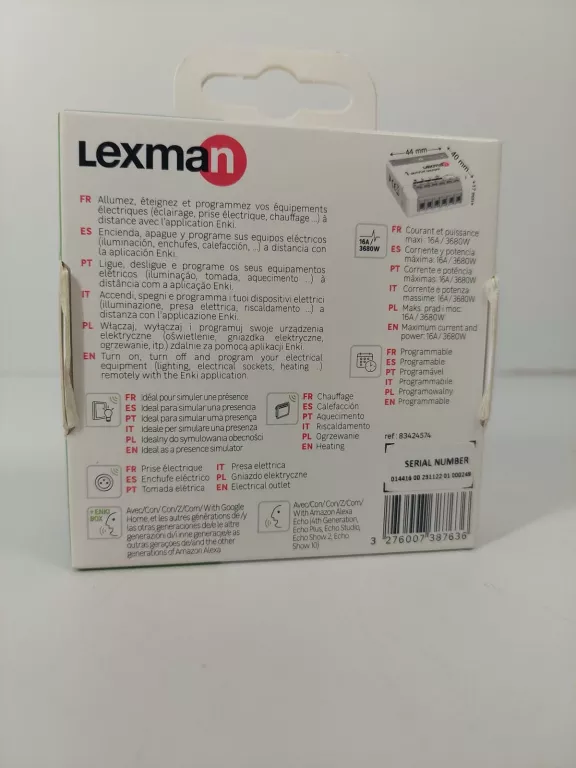 Lexman
44 mm
40 mm
FR Allumez, éteignez et programmez vos équipements
électriques (éclairage, prise électrique, chauffage ...) à
distance avec l'application Enki.
ES Encienda, apague y programe sus equipos eléctricos
(iluminación, enchufes, calefacción, ...) a distancia con
la aplicación Enki.
PT Ligue, desligue e programe os seus equipamentos
elétricos (iluminação, tomada, aquecimento ...) à
distância com a aplicação Enki.
IT Accendi, spegni e programma i tuoi dispositivi elettrici
(illuminazione, presa elettrica, riscaldamento ...) a
distanza con l'applicazione Enki.
PL Włączaj, wyłączaj i programuj swoje urządzenia
elektryczne (oświetlenie, gniazdka elektryczne,
ogrzewanie, itp.) zdalnie za pomocą aplikacji Enki.
EN Turn on, turn off and program your electrical
equipment (lighting, electrical sockets, heating ...)
remotely with the Enki application.
16A /
3680W
FR Courant et puissance
maxi: 16A / 3680W
ES Corriente y potencia
máxima: 16A / 3680W
PT Corrente e potência
máximas: 16A / 3680W
IT Corrente e potenza
massime: 16A / 3680W
PL Maks. prąd i moc:
16A / 3680W
EN Maximum current and
power: 16A / 3680W
FR Programmable
ES Programable
PT Programável
IT Programmabile
PL Programowalny
EN Programmable
FR Idéal pour simuler une présence
ES Ideal para simular una presencia
PT Ideal para simular uma presença
IT Ideale per simulare una presenza
PL Idealny do symulowania obecności
EN Ideal as a presence simulator
FR Chauffage
ES Calefacción
PT Aquecimento
IT Riscaldamento
PL Ogrzewanie
EN Heating
FR Prise électrique
ES Enchufe eléctrico
PT Tomada elétrica
IT Presa elettrica
PL Gniazdo elektryczne
EN Electrical outlet
+ENKI
BOX
Avec/Con/Con/Z/Com/ With Google
Home, et les autres générations de/y
las otras generaciones de/e le altre
generazioni di/i inne generacje/e as
outras gerações de/and the other
generations of Amazon Alexa
Avec/Con/Con/Z/Com/
With Amazon Alexa
Echo (4th Generation,
Echo Plus, Echo Studio,
Echo Show 2, Echo
Show 10)
ref : 83424574
SERIAL NUMBER
014416 00 291122 01 000249
3 276007 387636